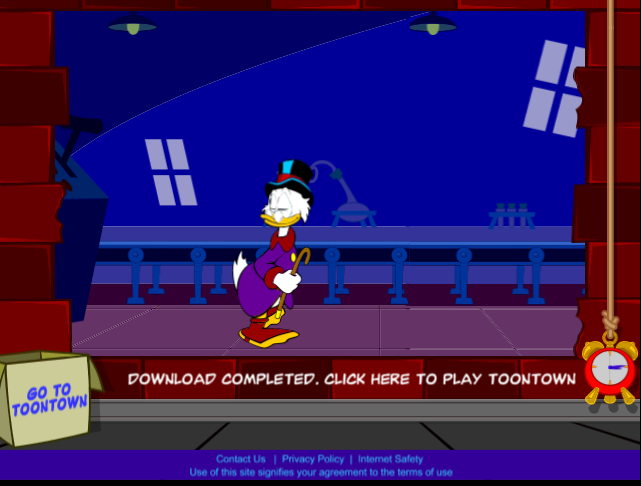 DOWNLOAD COMPLETED. CLICK HERE TO PLAY TOONTOWN
GO TO
TOONTOWN
Contact Us | Privacy Policy | Internet Safety
Use of this site signifies your agreement to the terms of use